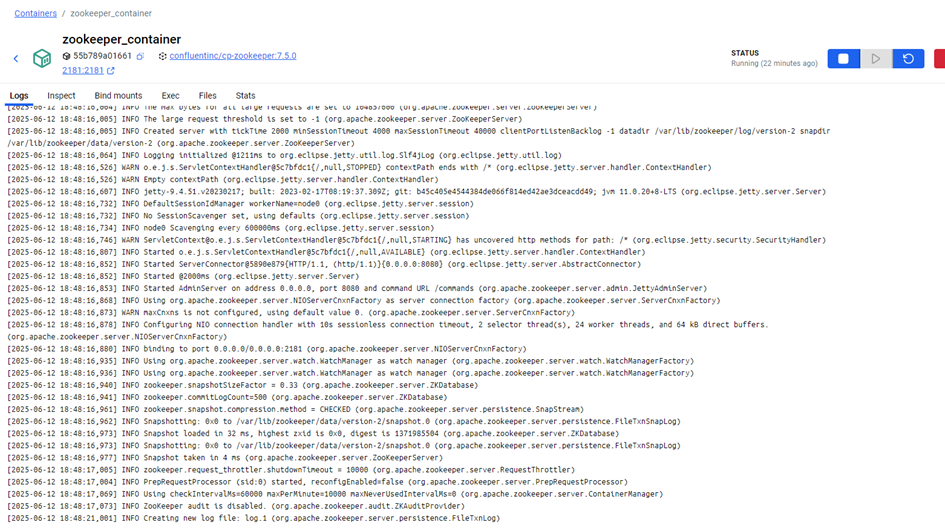 Containers / zookeeper_container
zookeeper_container
55b789a01661 confluentinc/cp-zookeeper:7.5.0
2181:2181
STATUS
Running (22 minutes ago)
Logs Inspect Bind mounts Exec Files Stats
[2025-06-12 18:48:16,004] INFO The max bytes for all large requests are set to 104857600 (org.apache.zookeeper.server.ZooKeeperServer)
[2025-06-12 18:48:16,005] INFO The large request threshold is set to -1 (org.apache.zookeeper.server.ZooKeeperServer)
[2025-06-12 18:48:16,005] INFO Created server with tickTime 2000 minSessionTimeout 4000 maxSessionTimeout 40000 clientPortListenBacklog -1 datadir /var/lib/zookeeper/log/version-2 snapdir
/var/lib/zookeeper/data/version-2 (org.apache.zookeeper.server.ZooKeeperServer)
[2025-06-12 18:48:16,064] INFO Logging initialized @1211ms to org.eclipse.jetty.util.log.Slf4jLog (org.eclipse.jetty.util.log)
[2025-06-12 18:48:16,526] WARN o.e.j.s.ServletContextHandler@5c7bfdc1{/,null,STOPPED} contextPath ends with /* (org.eclipse.jetty.server.handler.ContextHandler)
[2025-06-12 18:48:16,526] WARN Empty contextPath (org.eclipse.jetty.server.handler.ContextHandler)
[2025-06-12 18:48:16,607] INFO jetty-9.4.51.v20230217; built: 2023-02-17T08:19:37.309Z; git: b45c405e4544384de066f814ed42ae3dceacdd49; jvm 11.0.20+8-LTS (org.eclipse.jetty.server.Server)
[2025-06-12 18:48:16,732] INFO DefaultSessionIdManager workerName=node0 (org.eclipse.jetty.server.session)
[2025-06-12 18:48:16,732] INFO No SessionScavenger set, using defaults (org.eclipse.jetty.server.session)
[2025-06-12 18:48:16,734] INFO node0 Scavenging every 600000ms (org.eclipse.jetty.server.session)
[2025-06-12 18:48:16,746] WARN ServletContext@o.e.j.s.ServletContextHandler@5c7bfdc1{/,null,STARTING} has uncovered http methods for path: /* (org.eclipse.jetty.security.SecurityHandler)
[2025-06-12 18:48:16,807] INFO Started o.e.j.s.ServletContextHandler@5c7bfdc1{/,null,AVAILABLE} (org.eclipse.jetty.server.handler.ContextHandler)
[2025-06-12 18:48:16,852] INFO Started ServerConnector@5890e879{HTTP/1.1, (http/1.1)}{0.0.0.0:8080} (org.eclipse.jetty.server.AbstractConnector)
[2025-06-12 18:48:16,852] INFO Started @2000ms (org.eclipse.jetty.server.Server)
[2025-06-12 18:48:16,853] INFO Started AdminServer on address 0.0.0.0, port 8080 and command URL /commands (org.apache.zookeeper.server.admin.JettyAdminServer)
[2025-06-12 18:48:16,868] INFO Using org.apache.zookeeper.server.NIOServerCnxnFactory as server connection factory (org.apache.zookeeper.server.ServerCnxnFactory)
[2025-06-12 18:48:16,873] WARN maxCnxns is not configured, using default value 0. (org.apache.zookeeper.server.ServerCnxnFactory)
[2025-06-12 18:48:16,878] INFO Configuring NIO connection handler with 10s sessionless connection timeout, 2 selector thread(s), 24 worker threads, and 64 kB direct buffers.
(org.apache.zookeeper.server.NIOServerCnxnFactory)
[2025-06-12 18:48:16,880] INFO binding to port 0.0.0.0/0.0.0.0:2181 (org.apache.zookeeper.server.NIOServerCnxnFactory)
[2025-06-12 18:48:16,935] INFO Using org.apache.zookeeper.server.watch.WatchManager as watch manager (org.apache.zookeeper.server.watch.WatchManagerFactory)
[2025-06-12 18:48:16,936] INFO Using org.apache.zookeeper.server.watch.WatchManager as watch manager (org.apache.zookeeper.server.watch.WatchManagerFactory)
[2025-06-12 18:48:16,940] INFO zookeeper.snapshotSizeFactor = 0.33 (org.apache.zookeeper.server.ZKDatabase)
[2025-06-12 18:48:16,941] INFO zookeeper.commitLogCount=500 (org.apache.zookeeper.server.ZKDatabase)
[2025-06-12 18:48:16,961] INFO zookeeper.snapshot.compression.method = CHECKED (org.apache.zookeeper.server.persistence.SnapStream)
[2025-06-12 18:48:16,962] INFO Snapshotting: 0x0 to /var/lib/zookeeper/data/version-2/snapshot.0 (org.apache.zookeeper.server.persistence.FileTxnSnapLog)
[2025-06-12 18:48:16,973] INFO Snapshot loaded in 32 ms, highest zxid is 0x0, digest is 1371985504 (org.apache.zookeeper.server.ZKDatabase)
[2025-06-12 18:48:16,973] INFO Snapshotting: 0x0 to /var/lib/zookeeper/data/version-2/snapshot.0 (org.apache.zookeeper.server.persistence.FileTxnSnapLog)
[2025-06-12 18:48:16,977] INFO Snapshot taken in 4 ms (org.apache.zookeeper.server.ZooKeeperServer)
[2025-06-12 18:48:17,005] INFO zookeeper.request_throttler.shutdownTimeout = 10000 (org.apache.zookeeper.server.RequestThrottler)
[2025-06-12 18:48:17,004] INFO PrepRequestProcessor (sid:0) started, reconfigEnabled=false (org.apache.zookeeper.server.PrepRequestProcessor)
[2025-06-12 18:48:17,069] INFO Using checkIntervalMs=60000 maxPerMinute=10000 maxNeverUsedIntervalMs=0 (org.apache.zookeeper.server.ContainerManager)
[2025-06-12 18:48:17,073] INFO ZooKeeper audit is disabled. (org.apache.zookeeper.audit.ZKAuditProvider)
[2025-06-12 18:48:21,001] INFO Creating new log file: log.1 (org.apache.zookeeper.server.persistence.FileTxnLog)